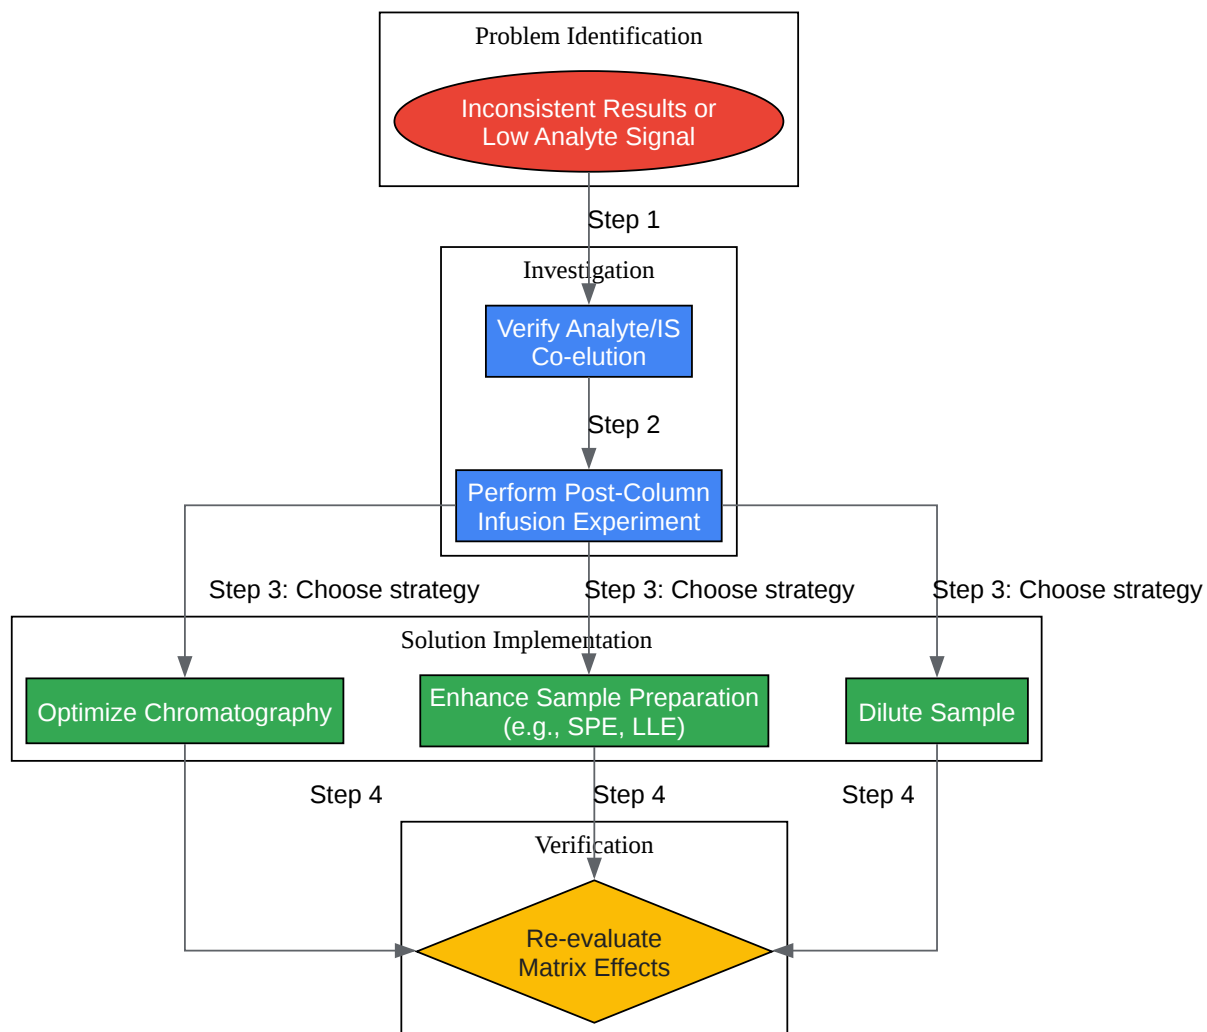 Problem Identification
Inconsistent Results or
Low Analyte Signal
Step 1
Investigation
Verify Analyte/IS
Co-elution
Step 2
Perform Post-Column
Infusion Experiment
Step 3: Choose strategy
Step 3: Choose strategy
Step 3: Choose strategy
Solution Implementation
Optimize Chromatography
Enhance Sample Preparation
(e.g., SPE, LLE)
Dilute Sample
Step 4
Step 4
Step 4
Verification
Re-evaluate
Matrix Effects